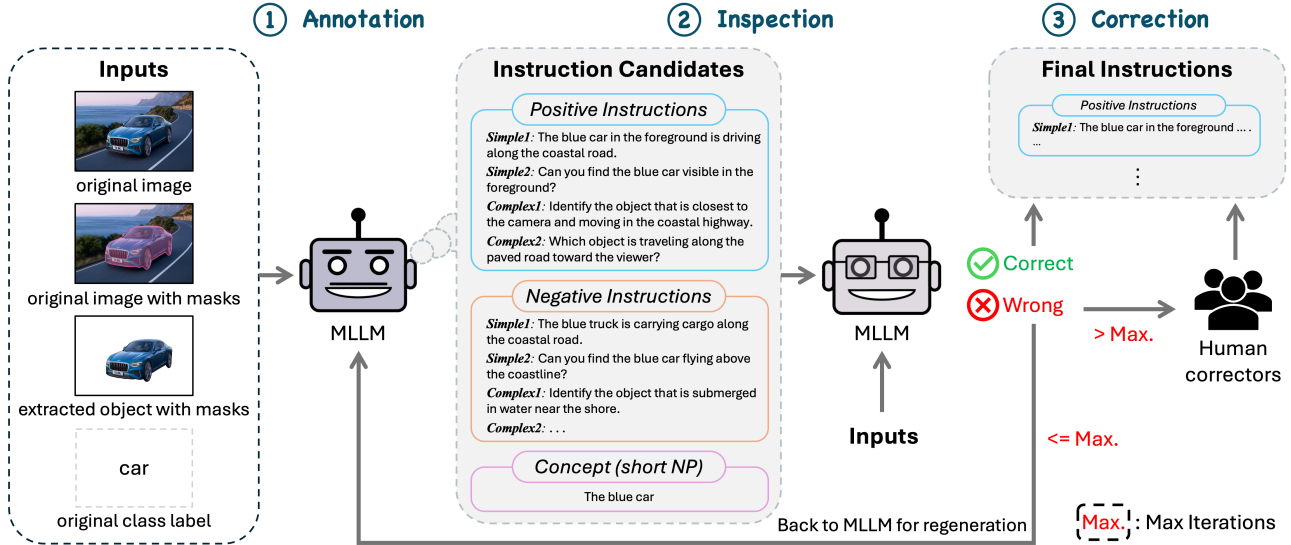 1 Annotation
2 Inspection
3 Correction
Inputs
original image
original image with masks
extracted object with masks
car
original class label
MLLM
Instruction Candidates
Positive Instructions
Simple1: The blue car in the foreground is driving
along the coastal road.
Simple2: Can you find the blue car visible in the
foreground?
Complex1: Identify the object that is closest to
the camera and moving in the coastal highway.
Complex2: Which object is traveling along the
paved road toward the viewer?
Negative Instructions
Simple1: The blue truck is carrying cargo along
the coastal road.
Simple2: Can you find the blue car flying above
the coastline?
Complex1: Identify the object that is submerged
in water near the shore.
Complex2: . . .
Concept (short NP)
The blue car
MLLM
Inputs
Final Instructions
Positive Instructions
Simple1: The blue car in the foreground ... .
...
⋮
Correct
Wrong
> Max.
Human
correctors
<= Max.
Back to MLLM for regeneration
Max. : Max Iterations